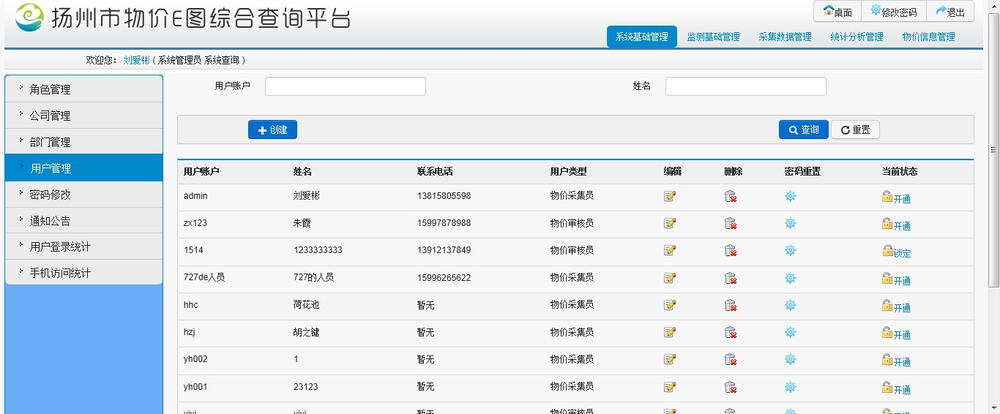 扬州市物价E图综合查询平台
桌面 修改密码 退出
系统基础管理 监测基础管理 采集数据管理 统计分析管理 物价信息管理
欢迎您： 刘爱彬 ( 系统管理员 系统查询 )
角色管理
公司管理
部门管理
用户管理
密码修改
通知公告
用户登录统计
手机访问统计
用户账户 姓名
创建 查询 重置
用户账户 姓名 联系电话 用户类型 编辑 删除 密码重置 当前状态
admin 刘爱彬 13815805598 物价采集员 开通
zx123 朱霞 15997878988 物价审核员 开通
1514 1233333333 13912137849 物价审核员 锁定
727de人员 727的人员 15996265622 物价采集员 开通
hhc 荷花池 暂无 物价采集员 开通
hzj 胡之键 暂无 物价采集员 开通
yh002 1 暂无 物价采集员 开通
yh001 23123 暂无 物价采集员 开通
暂无 物价审核员 开通